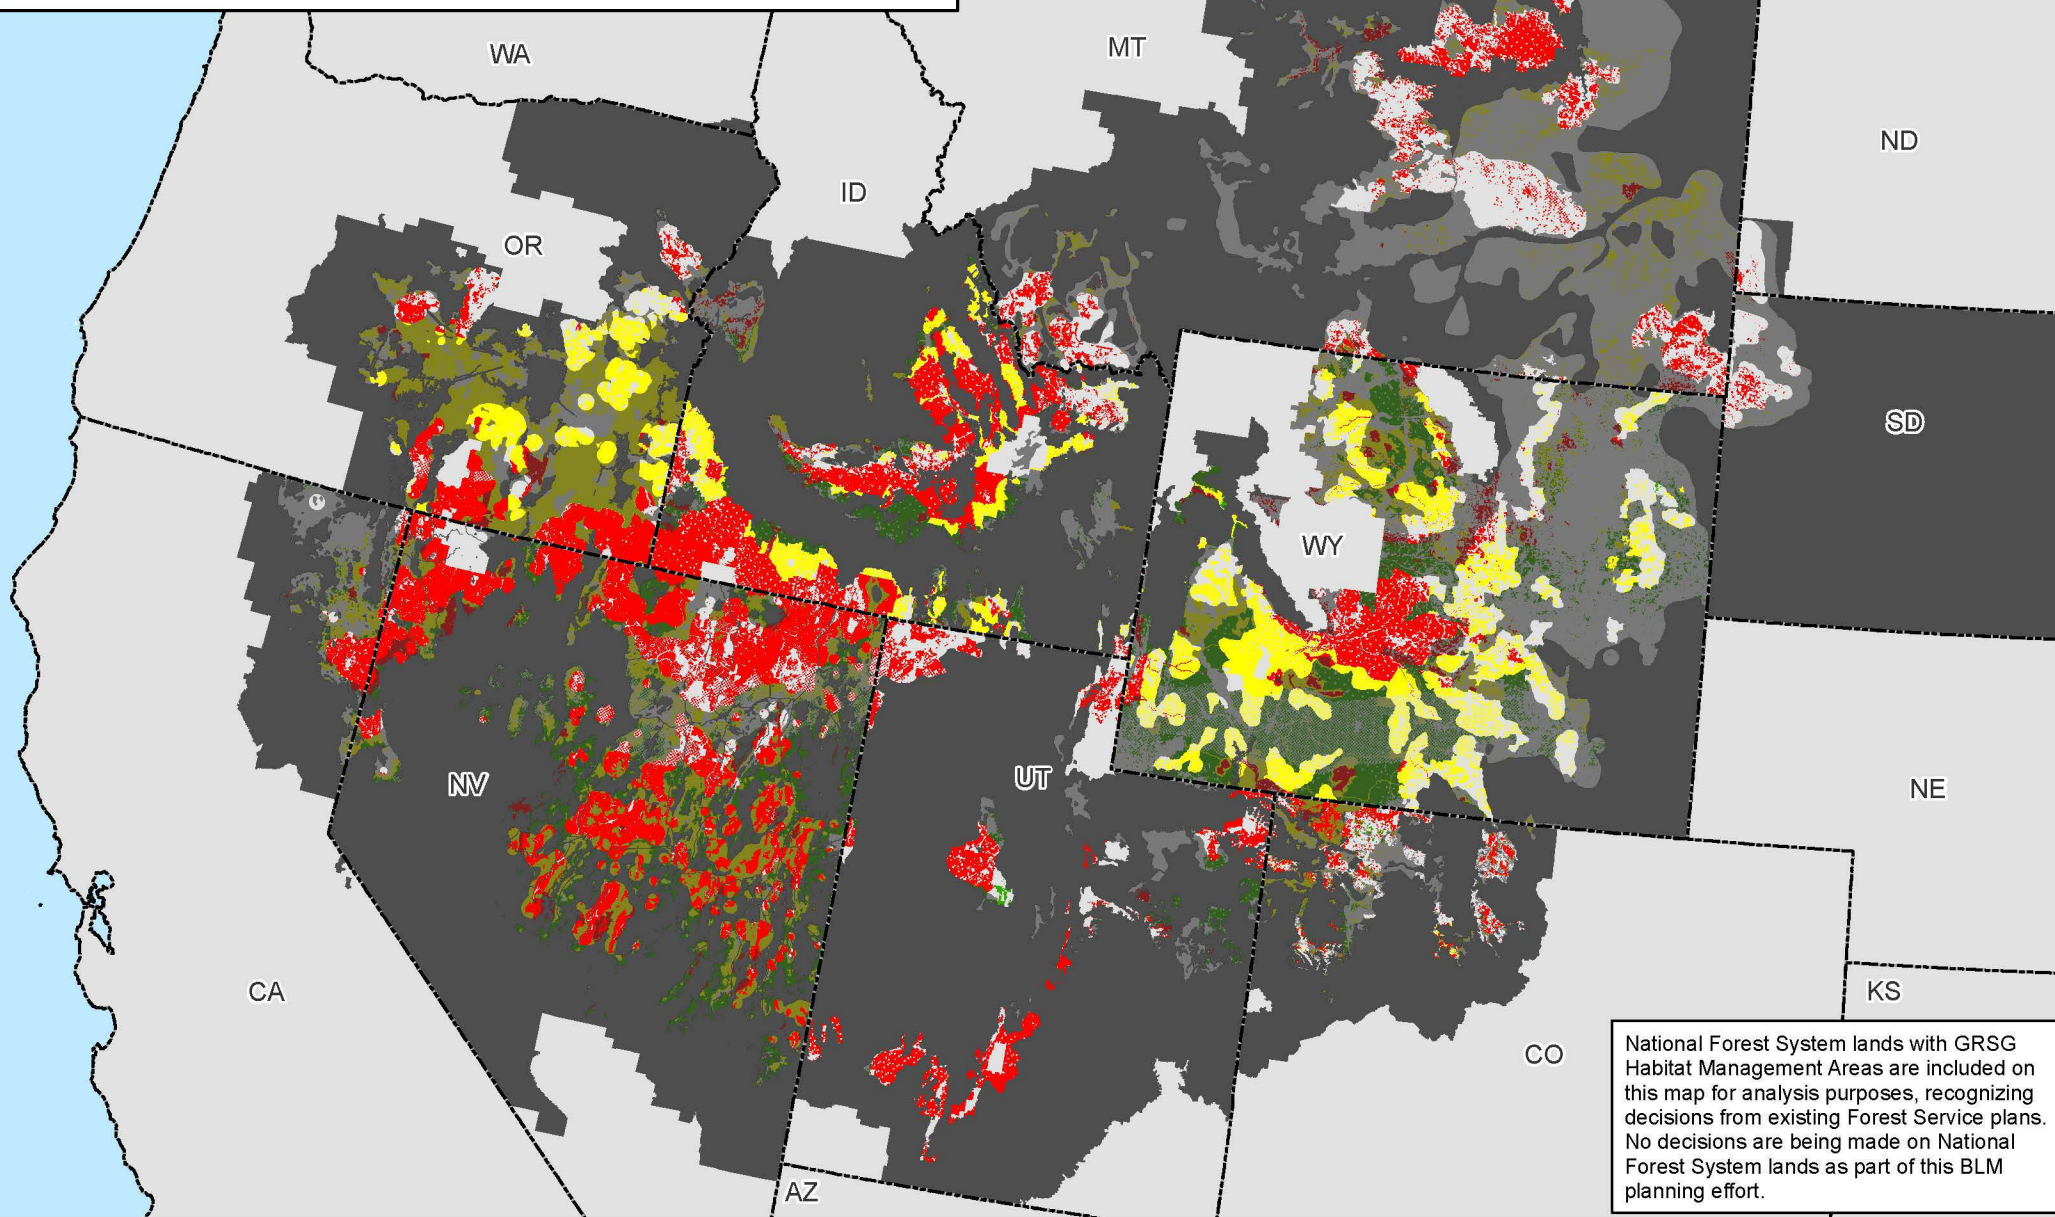 WA
MT
ND
ID
OR
SD
WY
NV
UT
NE
CA
KS
CO
AZ
National Forest System lands with GRSG
Habitat Management Areas are included on
this map for analysis purposes, recognizing
decisions from existing Forest Service plans.
No decisions are being made on National
Forest System lands as part of this BLM
planning effort.